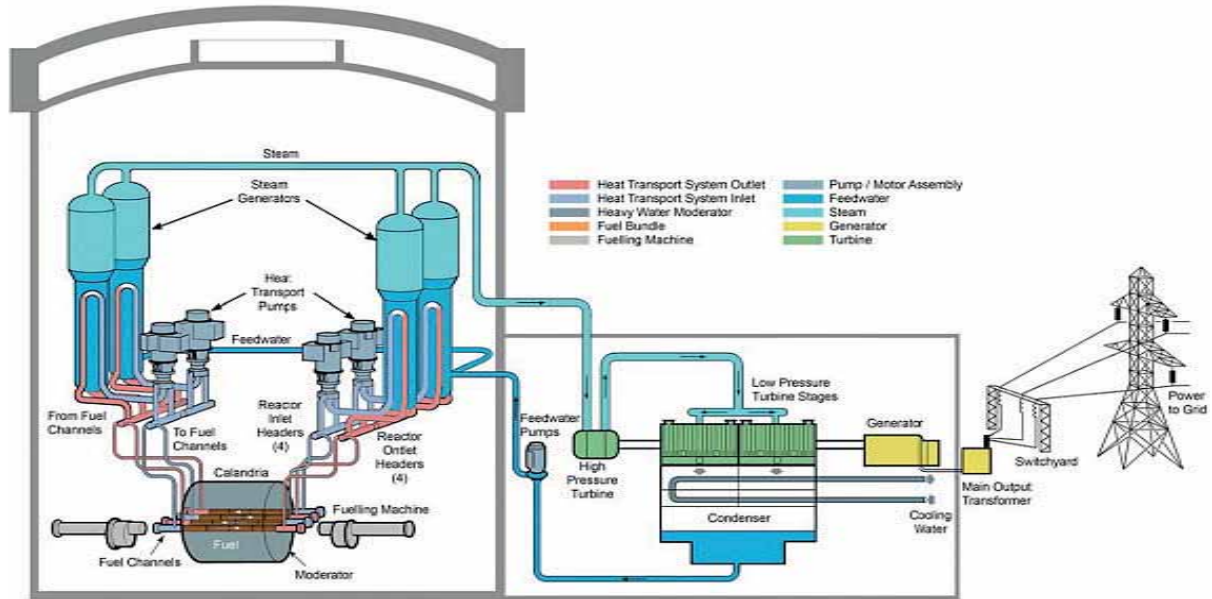 Steam
Steam
Generators
Heat
Transport
Pumps
Feedwater
From Fuel
Channels
To Fuel
Channels
Reactor
Inlet
Headers
(4)
Reactor
Outlet
Headers
(4)
Calandria
Fuelling Machine
Fuel
Fuel Channels
Moderator
Heat Transport System Outlet
Heat Transport System Inlet
Heavy Water Moderator
Fuel Bundle
Fuelling Machine
Pump / Motor Assembly
Feedwater
Steam
Generator
Turbine
Feedwater
Pumps
High
Pressure
Turbine
Low Pressure
Turbine Stages
Condenser
Generator
Cooling
Water
Main Output
Transformer
Switchyard
Power
to Grid